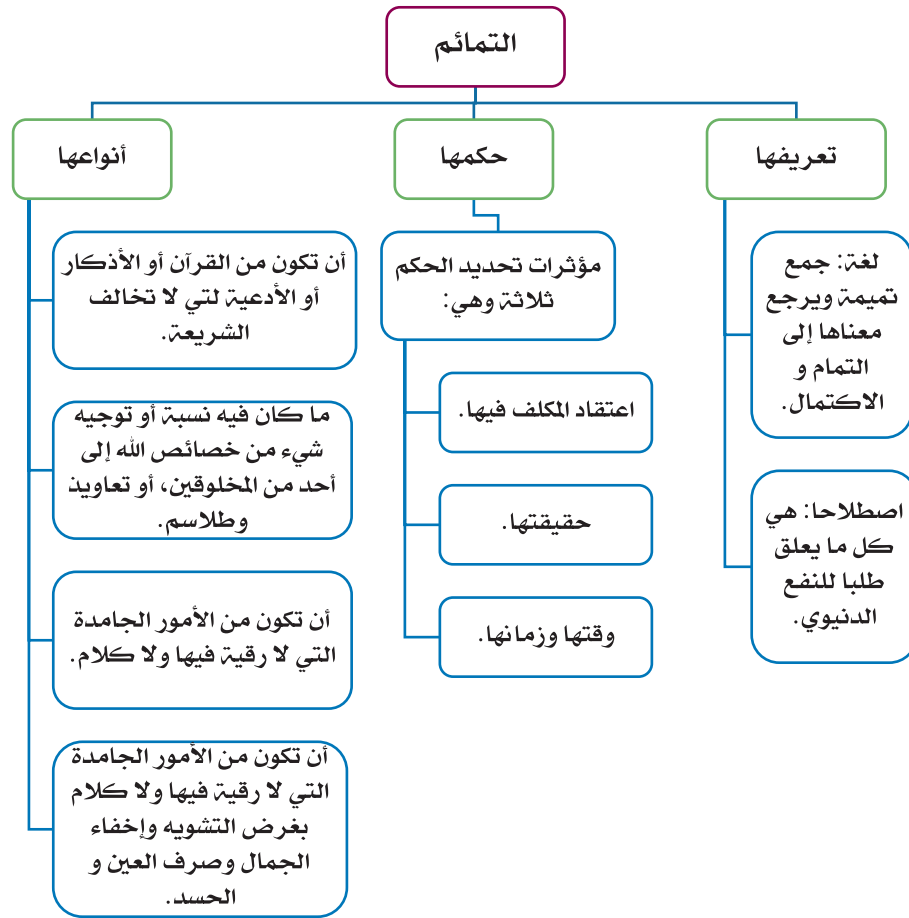 التمائم
تعريفها
لغة: جمع
تميمة ويرجع
معناها إلى
التمام و
الاكتمال.
اصطلاحا: هي
كل ما يعلق
طلبا للنفع
الدنيوي.
حكمها
مؤثرات تحديد الحكم
ثلاثة وهي:
اعتقاد المكلف فيها.
حقيقتها.
وقتها وزمانها.
أنواعها
أن تكون من القرآن أو الأذكار
أو الأدعية لتي لا تخالف
الشريعة.
ما كان فيه نسبة أو توجيه
شيء من خصائص الله إلى
أحد من المخلوقين، أو تعاويذ
وطلاسم.
أن تكون من الأمور الجامدة
التي لا رقية فيها ولا كلام.
أن تكون من الأمور الجامدة
التي لا رقية فيها ولا كلام
بغرض التشويه وإخفاء
الجمال وصرف العين و
الحسد.